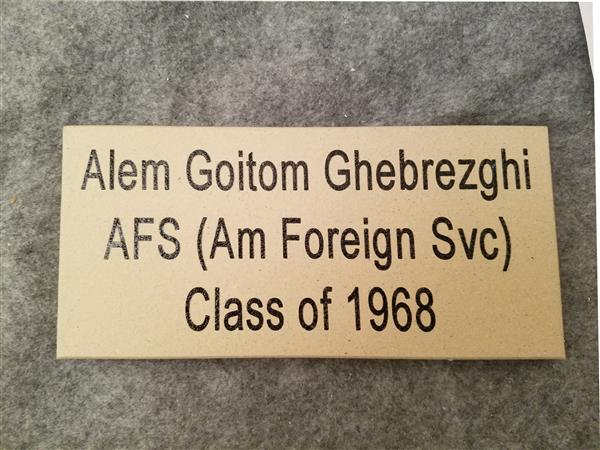 Alem Goitom Ghebrezghi
AFS (Am Foreign Svc)
Class of 1968